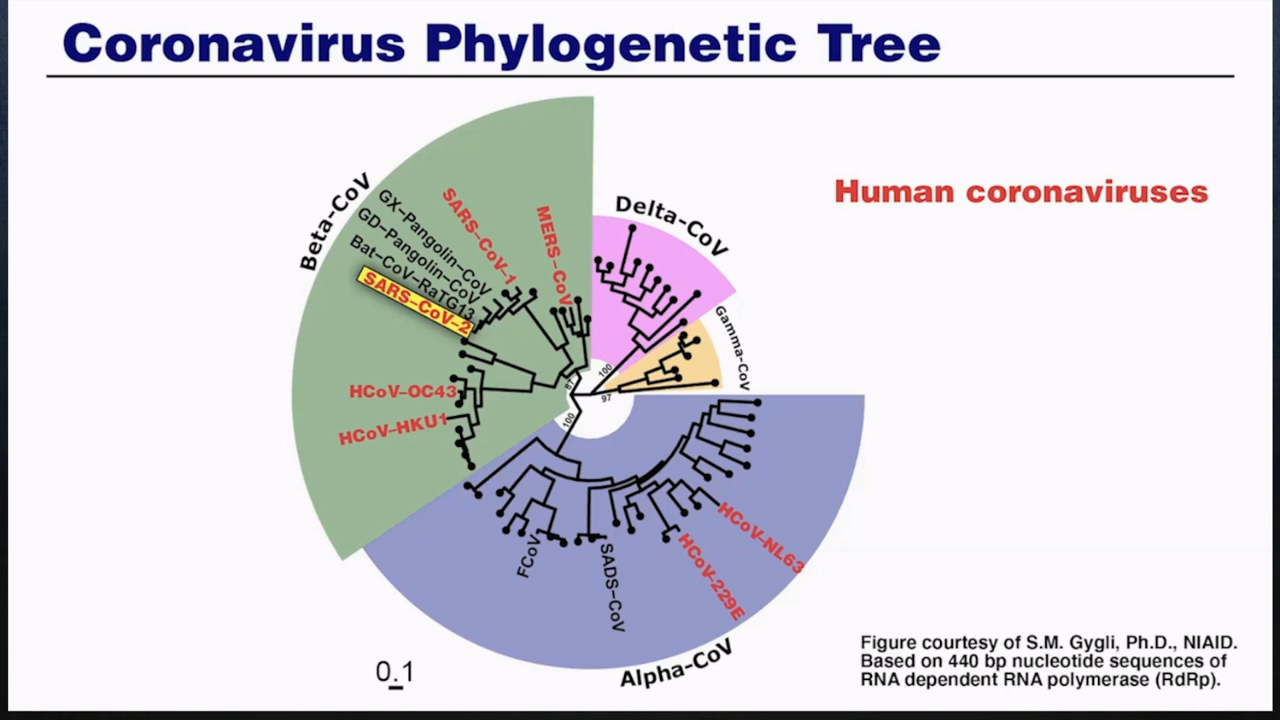 Coronavirus Phylogenetic Tree
Human coronaviruses
Beta-CoV
GX-Pangolin-CoV
GD-Pangolin-CoV
Bat-CoV-RaTG13
SARS-CoV-2
SARS-CoV-1
MERS-CoV
HCoV-OC43
HCoV-HKU1
Delta-CoV
Gamma-CoV
100
97
87
100
HCoV-NL63
HCoV-229E
SADS-CoV
FCoV
Alpha-CoV
0.1
Figure courtesy of S.M. Gygli, Ph.D., NIAID.
Based on 440 bp nucleotide sequences of
RNA dependent RNA polymerase (RdRp).